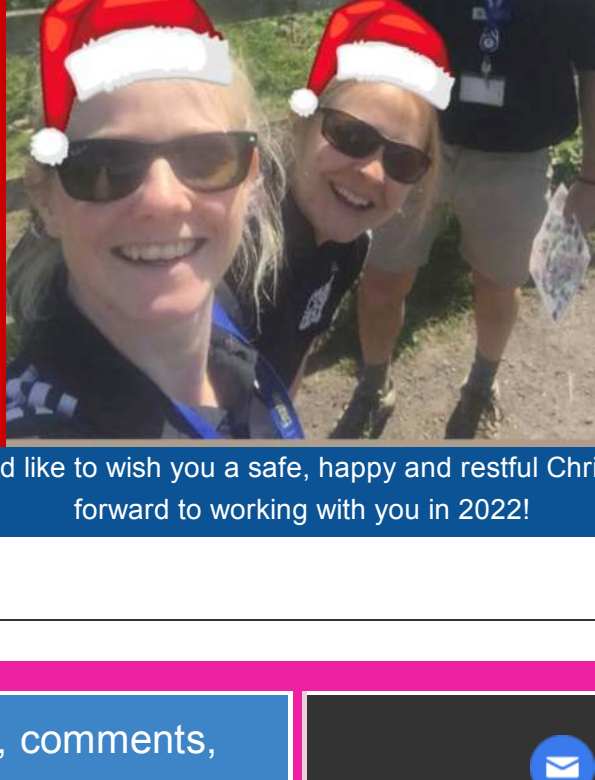 d like to wish you a safe, happy and restful Chri
forward to working with you in 2022!
, comments,